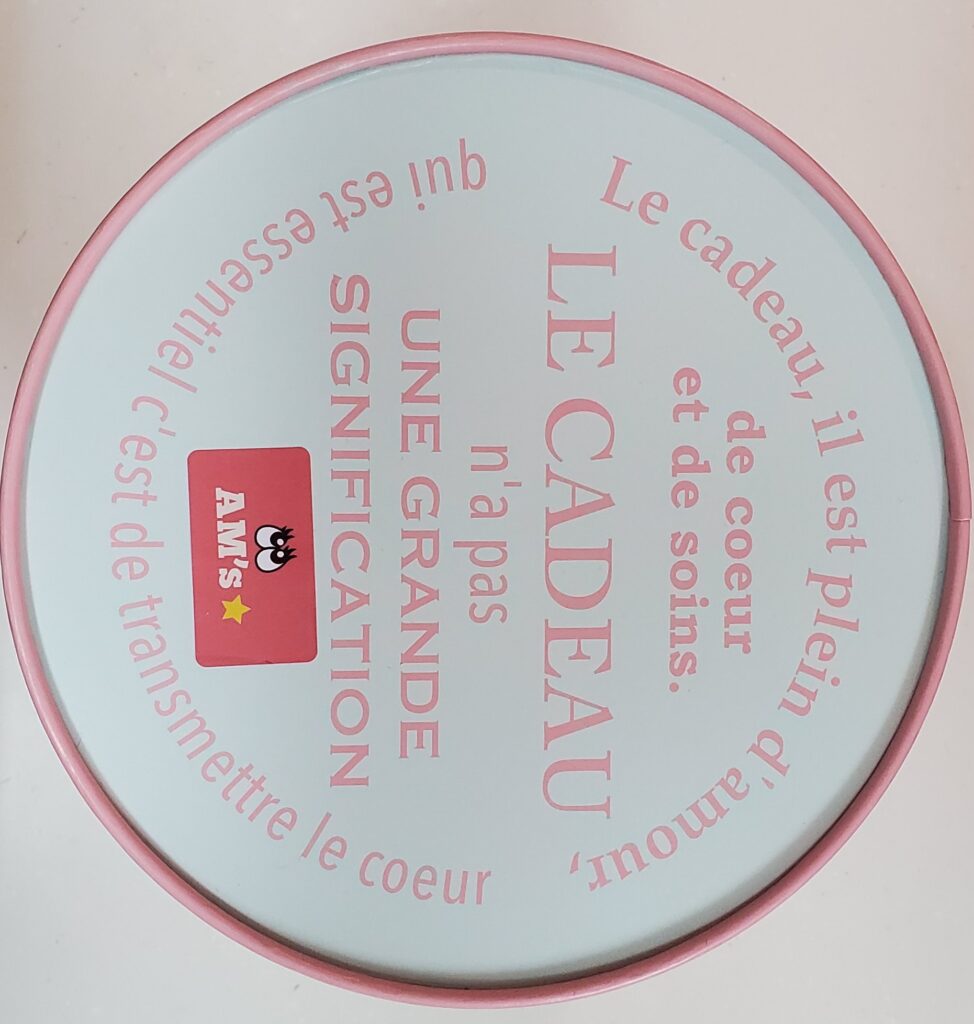 Le cadeau, il est plein d'amour,
de coeur
et de soins.
LE CADEAU
n'a pas
UNE GRANDE
SIGNIFICATION
AM's
qui est essentiel c'est de transmettre le coeur